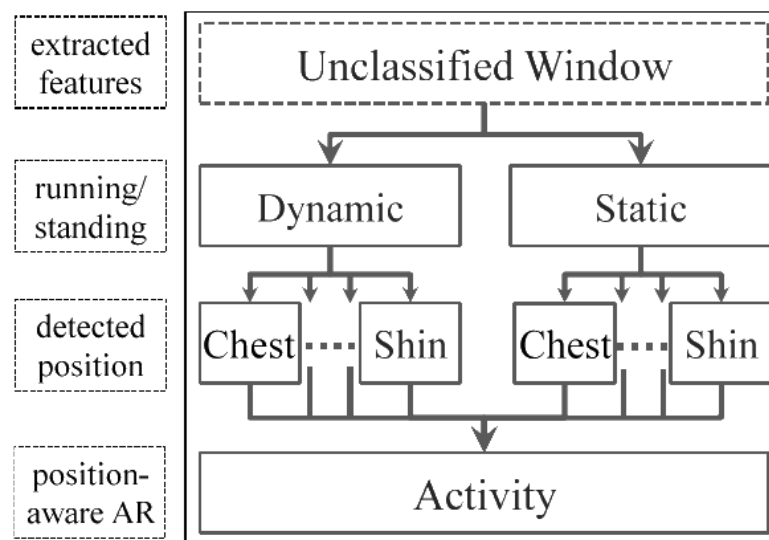 extracted
features
Unclassified Window
running/
standing
Dynamic
Static
detected
position
Chest
Shin
Chest
Shin
position-
aware AR
Activity